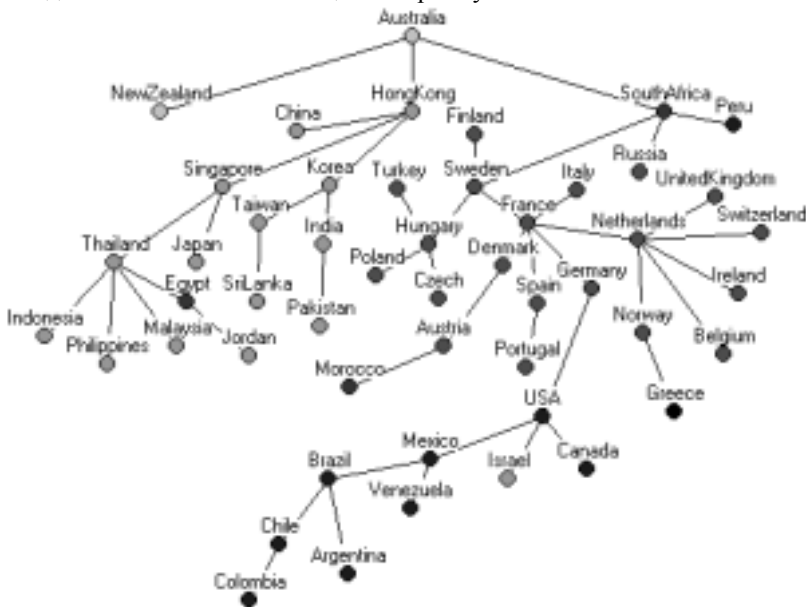 Australia
NewZealand
HongKong
SouthAfrica
China
Finland
Peru
Singapore
Korea
Turkey
Sweden
Italy
Russia
UnitedKingdom
Taiwan
France
Netherlands
Switzerland
Thailand
Japan
India
Hungary
Denmark
Egypt
SriLanka
Poland
Czech
Spain
Germany
Ireland
Indonesia
Philippines
Malaysia
Jordan
Pakistan
Austria
Portugal
Norway
Belgium
Morocco
USA
Greece
Brazil
Mexico
Israel
Canada
Venezuela
Chile
Argentina
Colombia